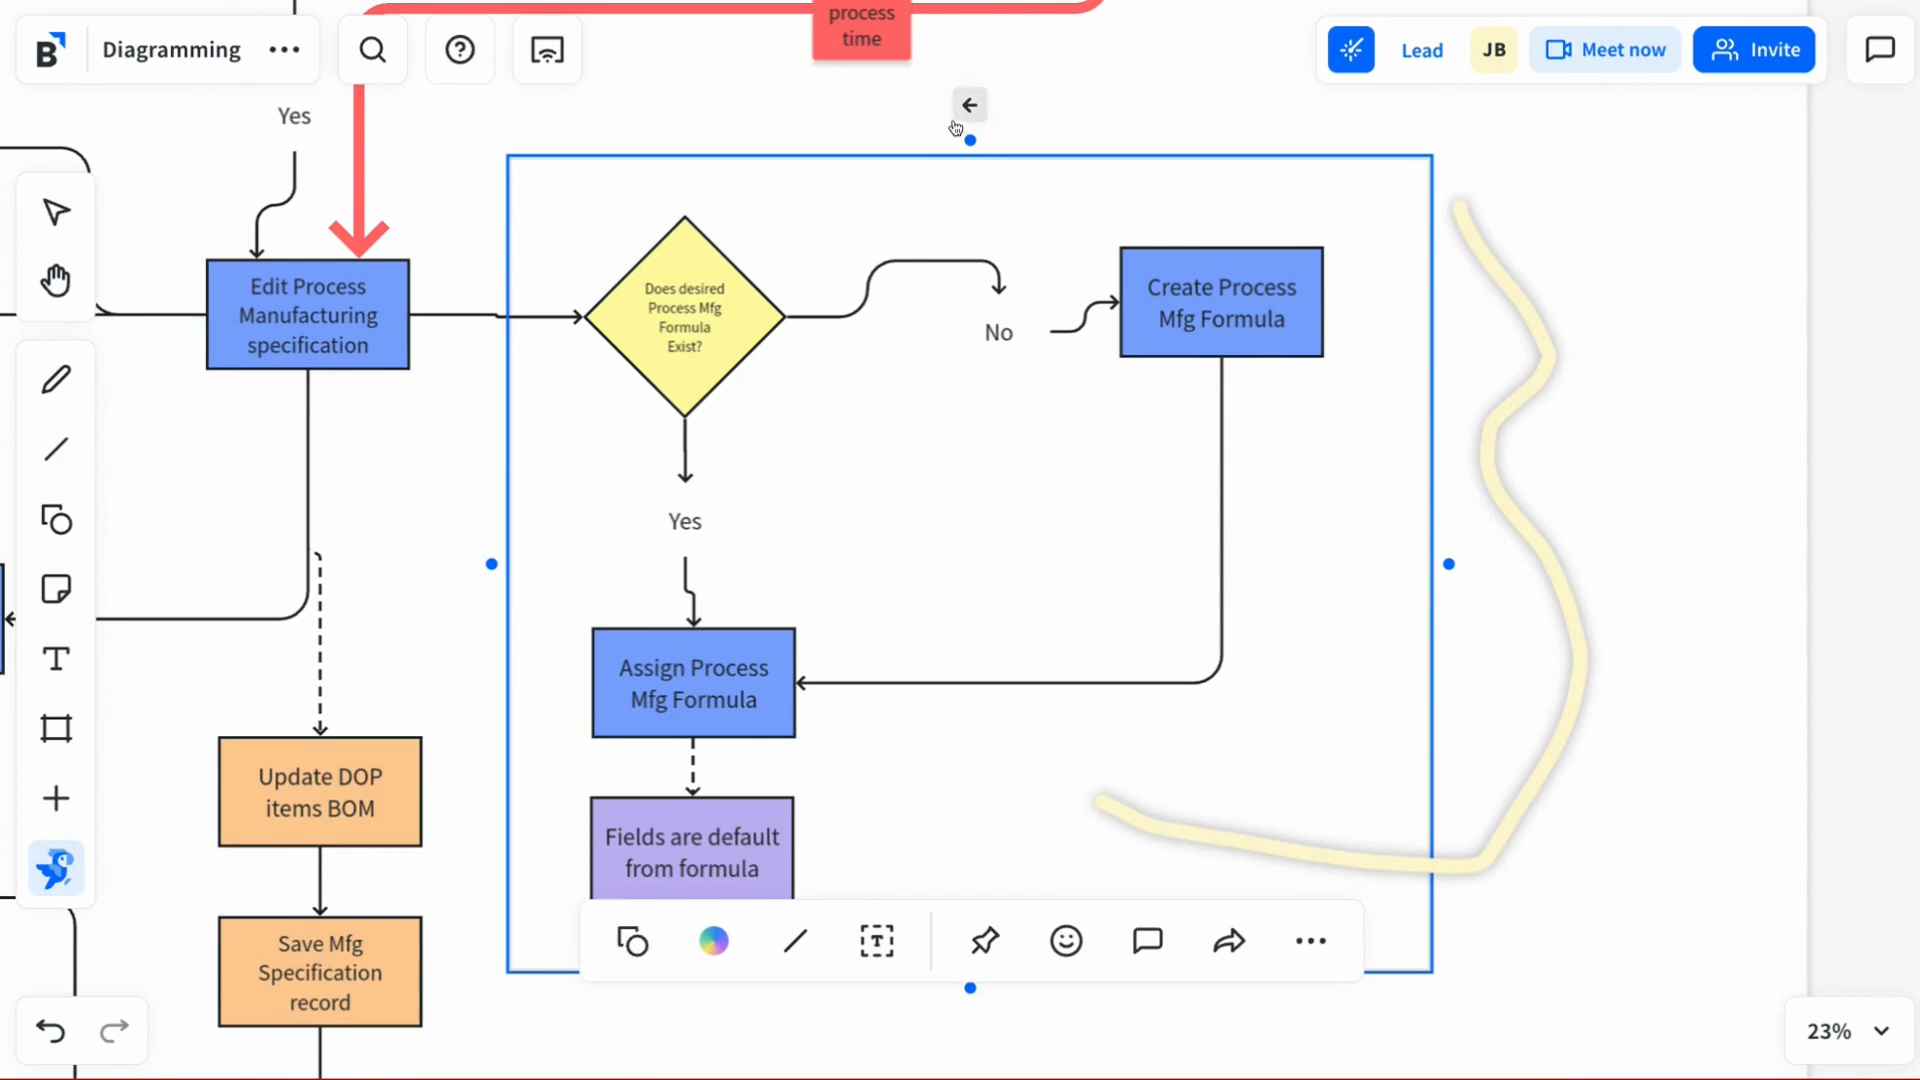 process
time
B
Diagramming
Lead
JB
Meet now
Invite
Yes
Edit Process
Manufacturing
specification
Does desired
Process Mfg
Formula
Exist?
No
Create Process
Mfg Formula
Yes
Assign Process
Mfg Formula
Update DOP
items BOM
Fields are default
from formula
Save Mfg
Specification
record
23%